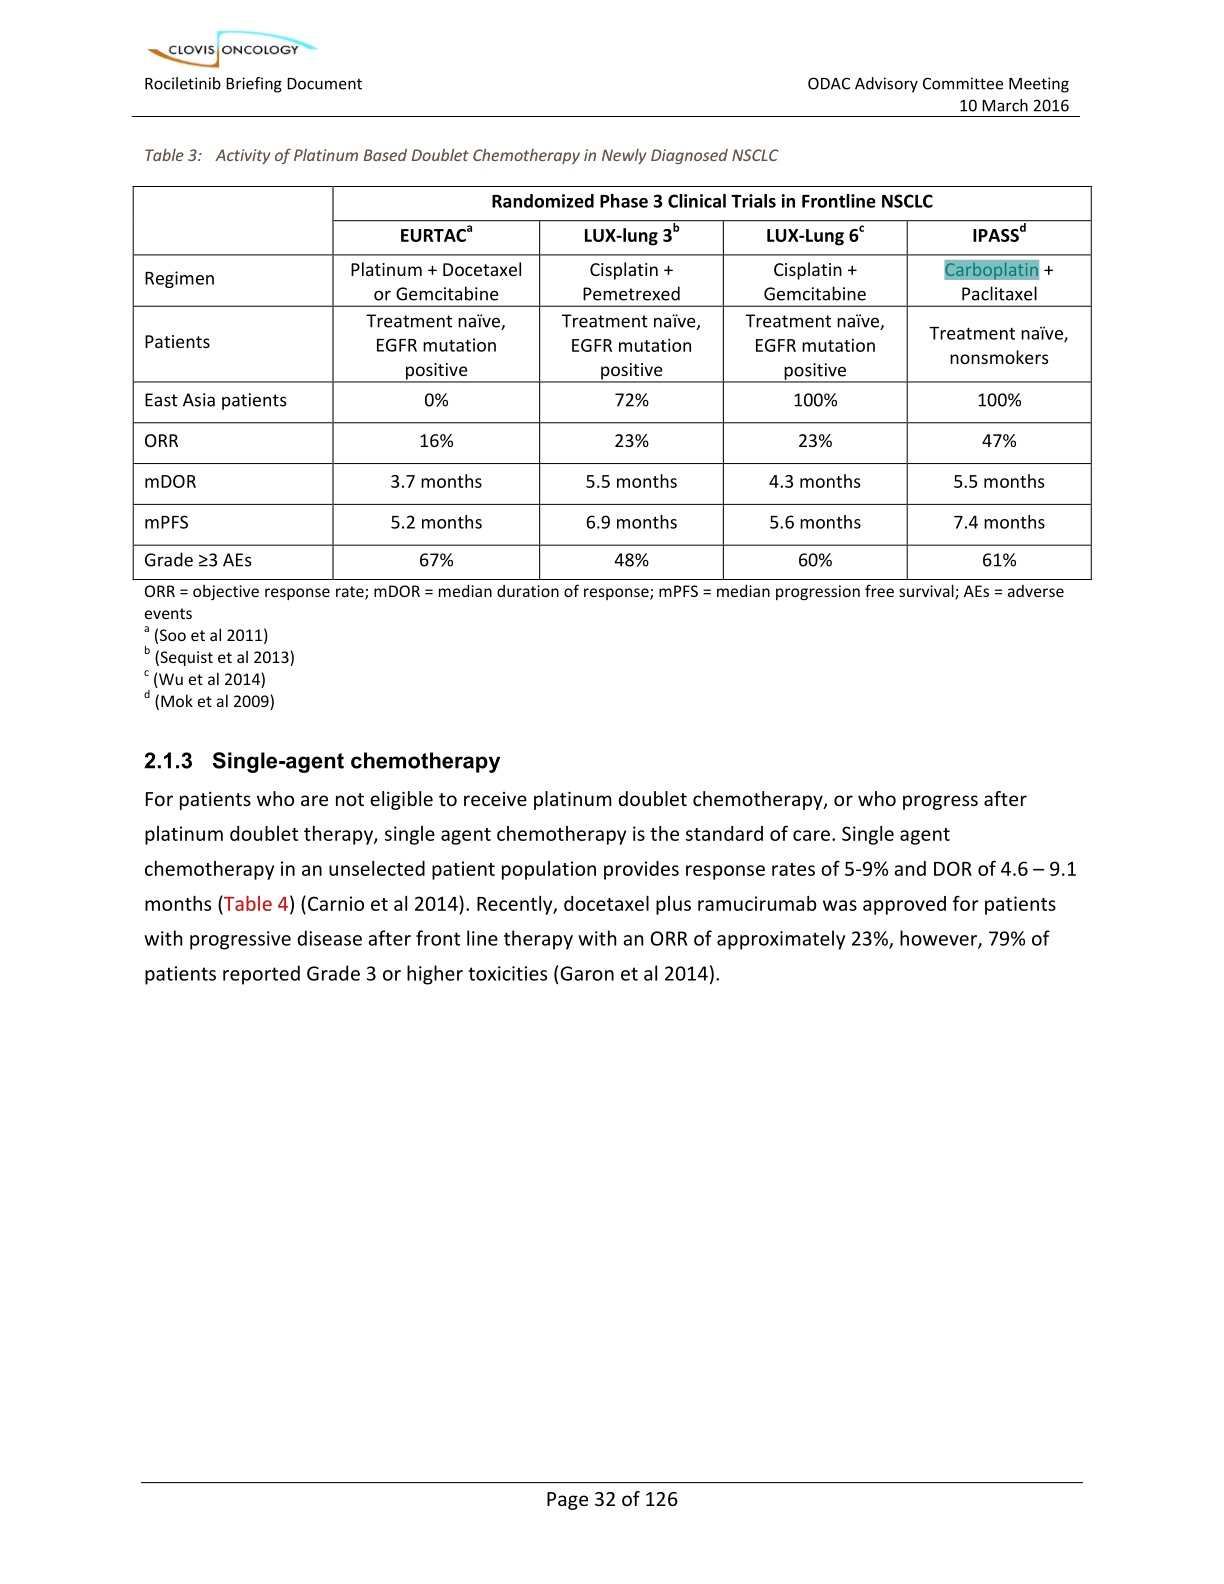 CLOVIS ONCOLOGY
Rociletinib Briefing Document ODAC Advisory Committee Meeting
10 March 2016
Table 3: Activity of Platinum Based Doublet Chemotherapy in Newly Diagnosed NSCLC
Randomized Phase 3 Clinical Trials in Frontline NSCLC
EURTACa LUX-lung 3b LUX-Lung 6c IPASSd
Regimen Platinum + Docetaxel or Gemcitabine Cisplatin + Pemetrexed Cisplatin + Gemcitabine Carboplatin + Paclitaxel
Patients Treatment naïve, EGFR mutation positive Treatment naïve, EGFR mutation positive Treatment naïve, EGFR mutation positive Treatment naïve, nonsmokers
East Asia patients 0% 72% 100% 100%
ORR 16% 23% 23% 47%
mDOR 3.7 months 5.5 months 4.3 months 5.5 months
mPFS 5.2 months 6.9 months 5.6 months 7.4 months
Grade ≥3 AEs 67% 48% 60% 61%
ORR = objective response rate; mDOR = median duration of response; mPFS = median progression free survival; AEs = adverse
events
a (Soo et al 2011)
b (Sequist et al 2013)
c (Wu et al 2014)
d (Mok et al 2009)
2.1.3 Single-agent chemotherapy
For patients who are not eligible to receive platinum doublet chemotherapy, or who progress after
platinum doublet therapy, single agent chemotherapy is the standard of care. Single agent
chemotherapy in an unselected patient population provides response rates of 5-9% and DOR of 4.6 – 9.1
months (Table 4) (Carnio et al 2014). Recently, docetaxel plus ramucirumab was approved for patients
with progressive disease after front line therapy with an ORR of approximately 23%, however, 79% of
patients reported Grade 3 or higher toxicities (Garon et al 2014).
Page 32 of 126